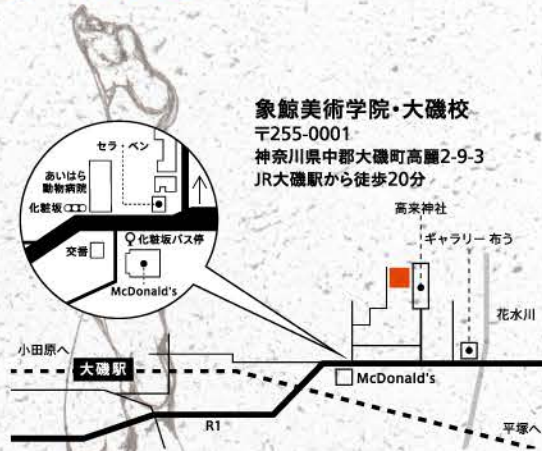 象鯨美術学院・大磯校
〒255-0001
神奈川県中郡大磯町高麗2-9-3
JR大磯駅から徒歩20分
セラ・ベン
あいはら
動物病院
化粧坂
交番
化粧坂バス停
McDonald's
高来神社
ギャラリー 布う
花水川
小田原へ
大磯駅
McDonald's
R1
平塚へ